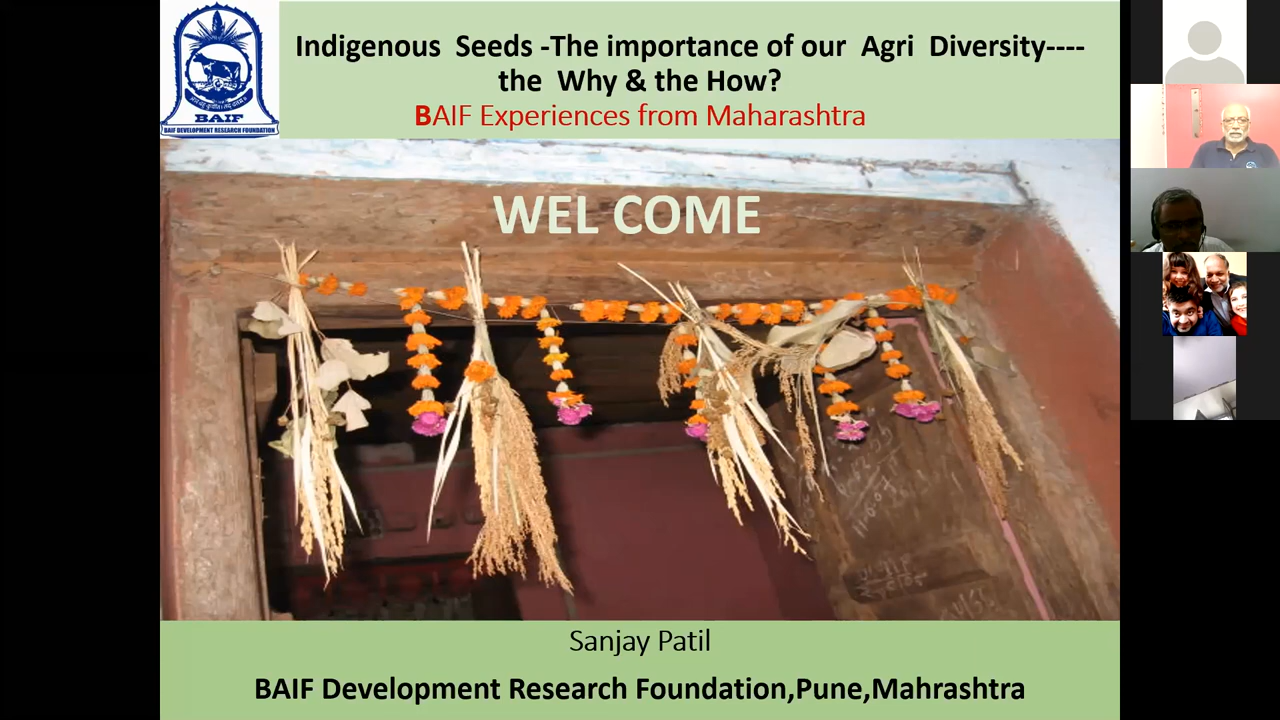 Indigenous Seeds -The importance of our Agri Diversity----
the Why & the How?
BAIF Experiences from Maharashtra
BAIF
BAIF DEVELOPMENT RESEARCH FOUNDATION
WEL COME
Sanjay Patil
BAIF Development Research Foundation,Pune,Mahrashtra